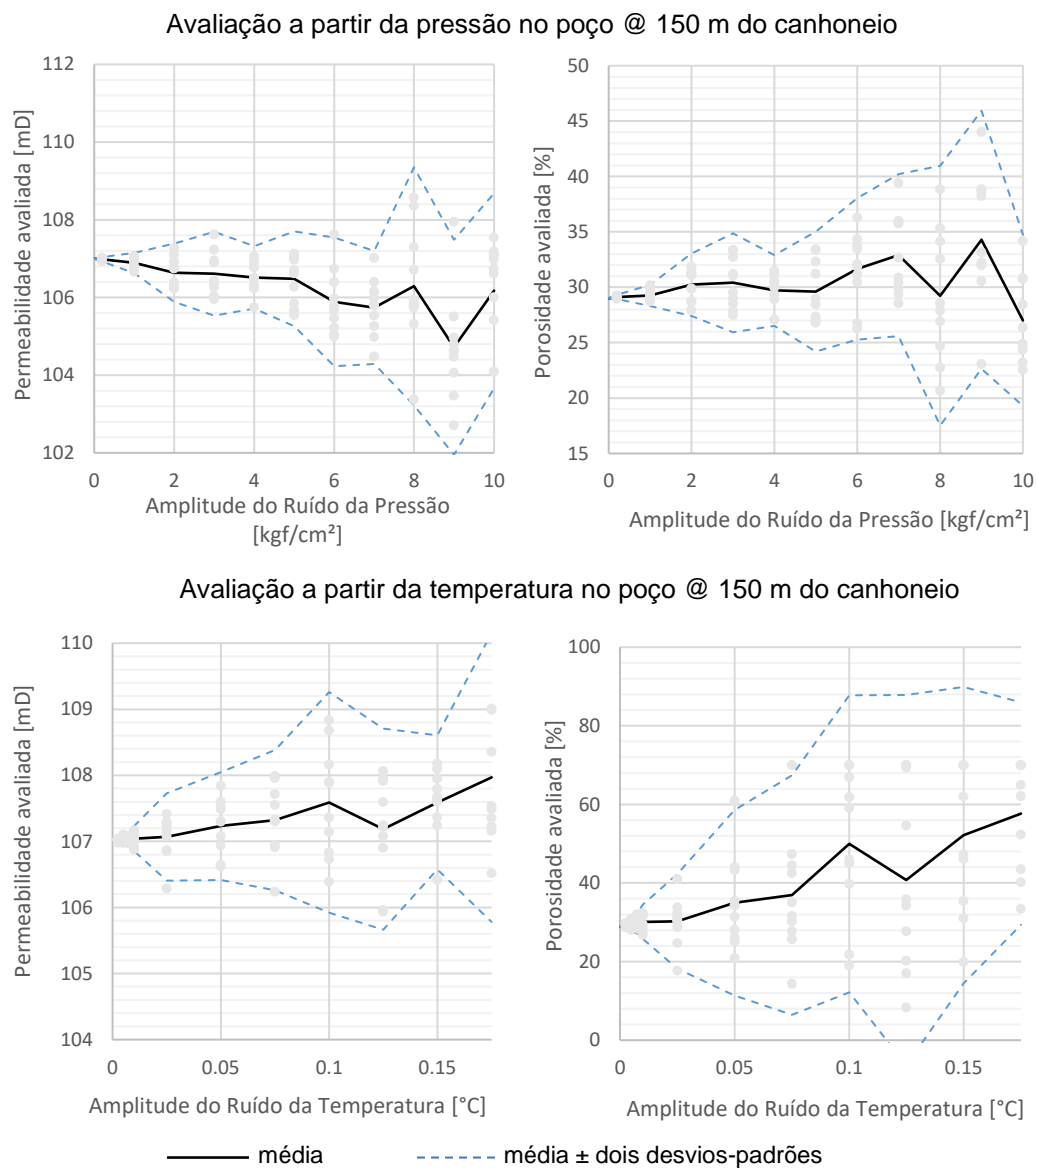 Avaliação a partir da pressão no poço @ 150 m do canhoneio
Permeabilidade avaliada [mD]
112
110
108
106
104
102
0 2 4 6 8 10
Amplitude do Ruído da Pressão
[kgf/cm²]
Porosidade avaliada [%]
50
45
40
35
30
25
20
15
0 2 4 6 8 10
Amplitude do Ruído da Pressão [kgf/cm²]
Avaliação a partir da temperatura no poço @ 150 m do canhoneio
Permeabilidade avaliada [mD]
110
109
108
107
106
105
104
0 0.05 0.1 0.15
Amplitude do Ruído da Temperatura [°C]
Porosidade avaliada [%]
100
80
60
40
20
0
0 0.05 0.1 0.15
Amplitude do Ruído da Temperatura [°C]
média
média ± dois desvios-padrões